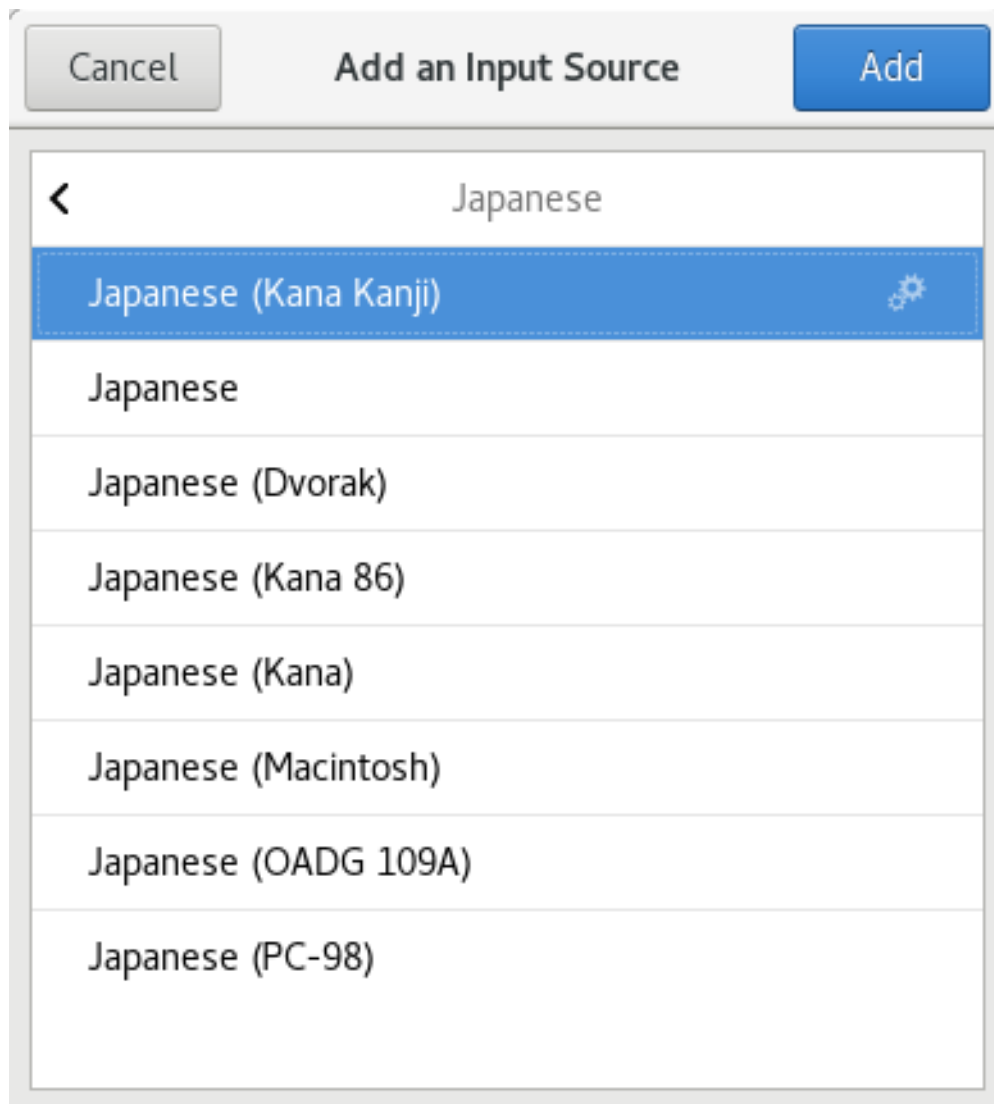 Cancel Add an Input Source Add
Japanese
Japanese (Kana Kanji)
Japanese
Japanese (Dvorak)
Japanese (Kana 86)
Japanese (Kana)
Japanese (Macintosh)
Japanese (OADG 109A)
Japanese (PC-98)